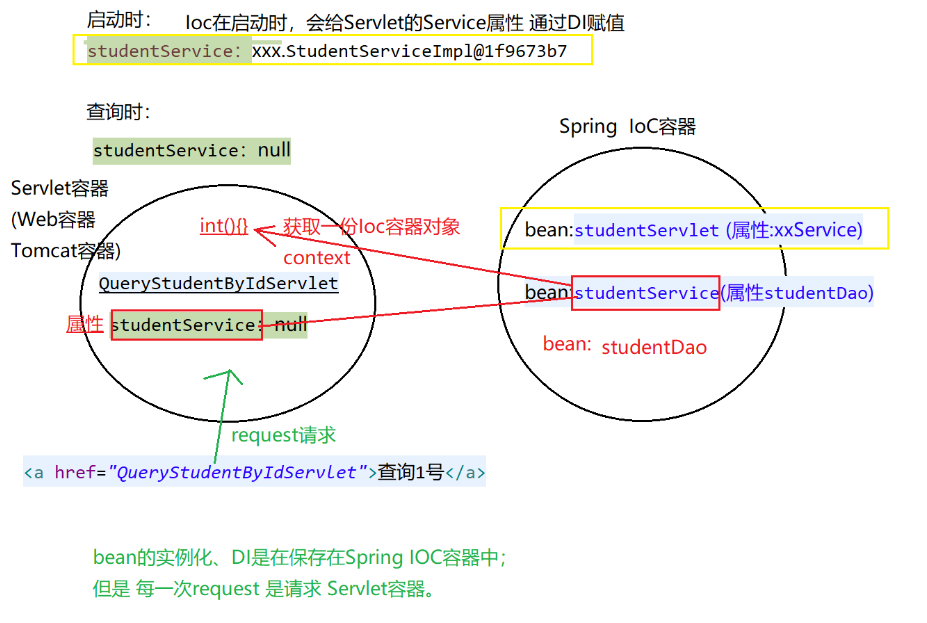 启动时： Ioc在启动时，会给Servlet的Service属性 通过DI赋值
studentService: xxx.StudentServiceImpl@1f9673b7
查询时：
studentService: null
Spring IoC容器
Servlet容器
(Web容器
Tomcat容器)
int(){}
获取一份Ioc容器对象
context
QueryStudentByIdServlet
属性 studentService: null
bean:studentServlet (属性:xxService)
bean:studentService(属性studentDao)
bean: studentDao
request请求
<a href="QueryStudentByIdServlet">查询1号</a>
bean的实例化、DI是在保存在Spring IOC容器中；
但是 每一次request 是请求 Servlet容器。